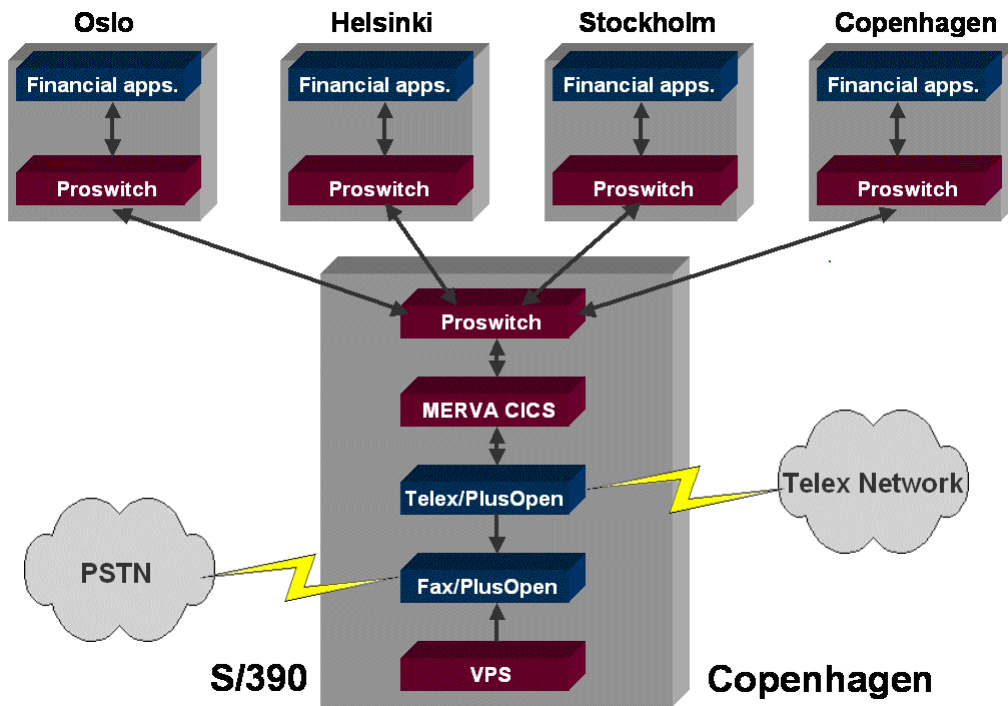 Oslo
Helsinki
Stockholm
Copenhagen
Financial apps.
Financial apps.
Financial apps.
Financial apps.
Proswitch
Proswitch
Proswitch
Proswitch
Proswitch
MERVA CICS
Telex/PlusOpen
Telex Network
PSTN
Fax/PlusOpen
VPS
S/390
Copenhagen